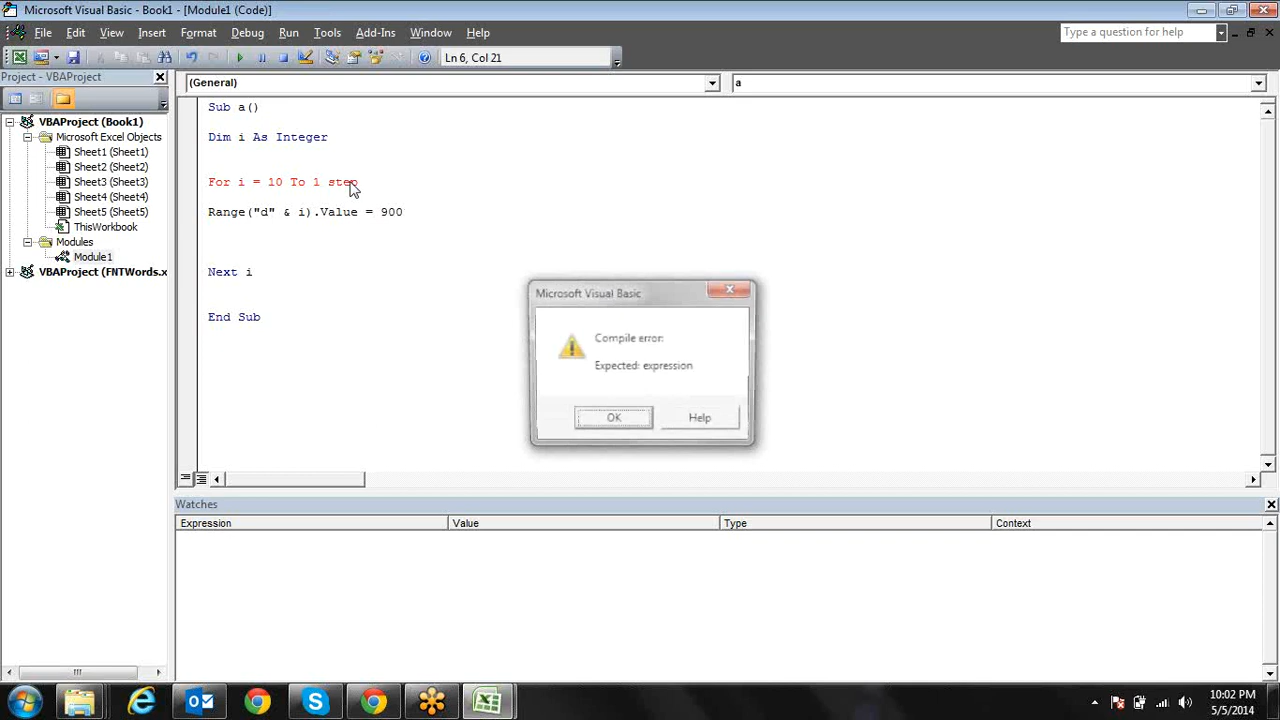 Microsoft Visual Basic - Book1 - [Module1 (Code)]
File Edit View Insert Format Debug Run Tools Add-Ins Window Help
Type a question for help
Ln 6, Col 21
Project - VBAProject
(General)
a
VBAProject (Book1)
Microsoft Excel Objects
Sheet1 (Sheet1)
Sheet2 (Sheet2)
Sheet3 (Sheet3)
Sheet4 (Sheet4)
Sheet5 (Sheet5)
ThisWorkbook
Modules
Module1
VBAProject (FNTWords.x
Sub a()
Dim i As Integer
For i = 10 To 1 step
Range("d" & i).Value = 900
Next i
End Sub
Microsoft Visual Basic
Compile error:
Expected: expression
OK Help
Watches
Expression Value Type Context
10:02 PM
5/5/2014